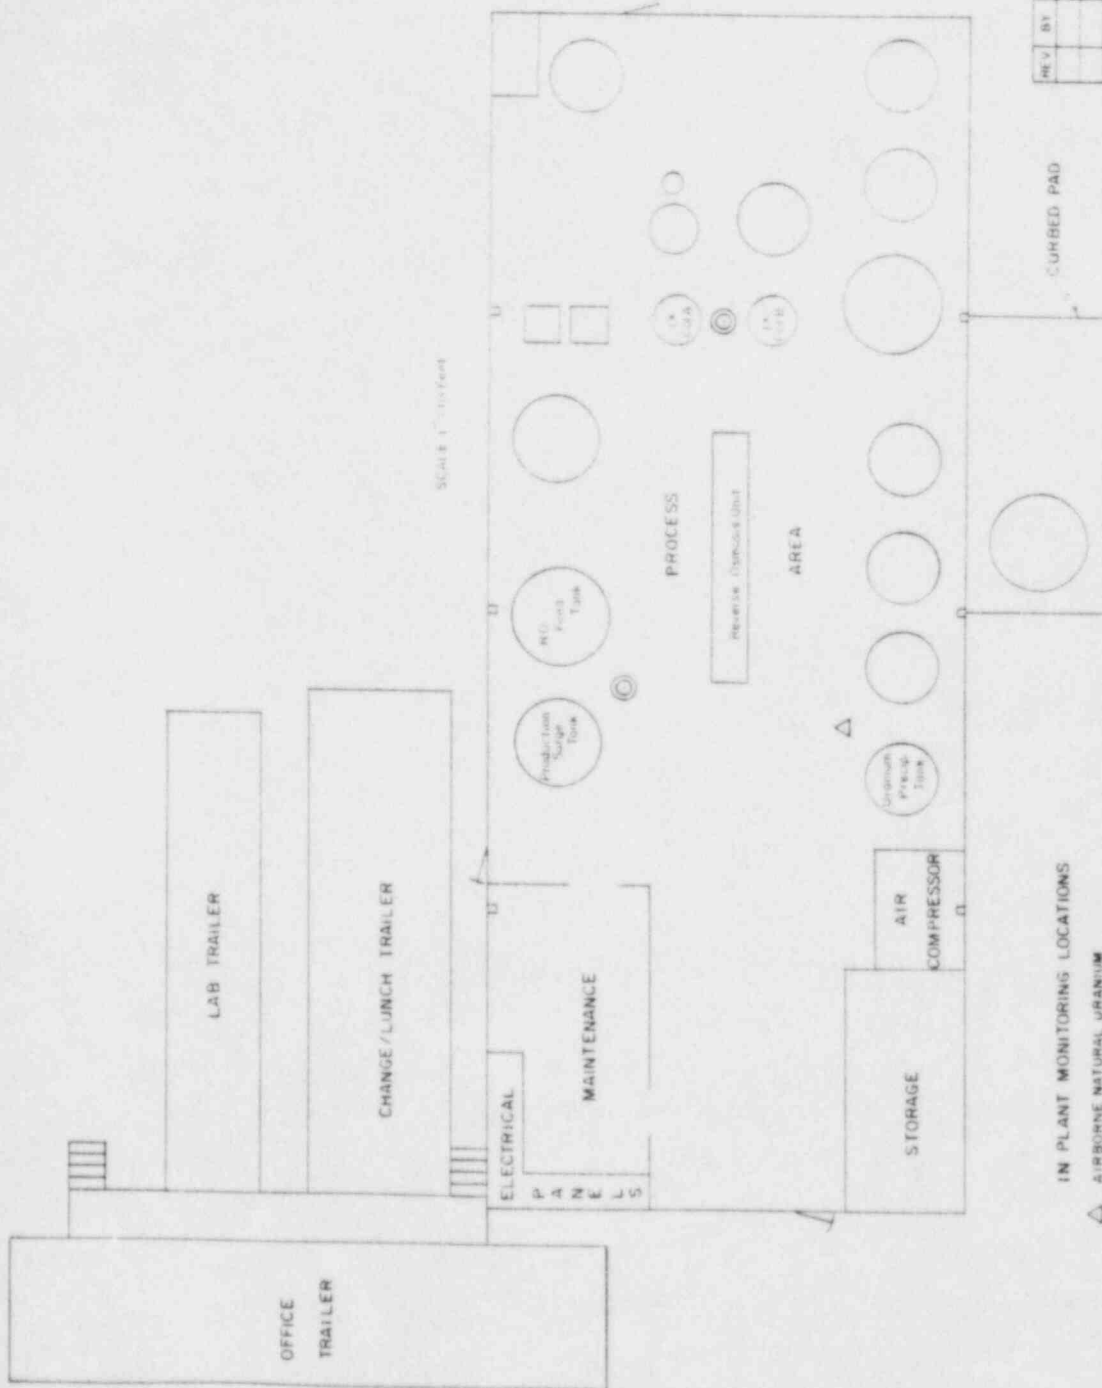 OFFICE
TRAILER
LAB TRAILER
CHANGE/LUNCH TRAILER
ELECTRICAL
PANELS
MAINTENANCE
STORAGE
AIR
COMPRESSOR
Production
Surge
Tank
Feed
Tank
Uranium
Precip.
Tank
PROCESS
AREA
Reverse Osmosis Unit
SCALE
CURBED PAD
REV
BY
IN PLANT MONITORING LOCATIONS
△ AIRBORNE NATURAL URANIUM